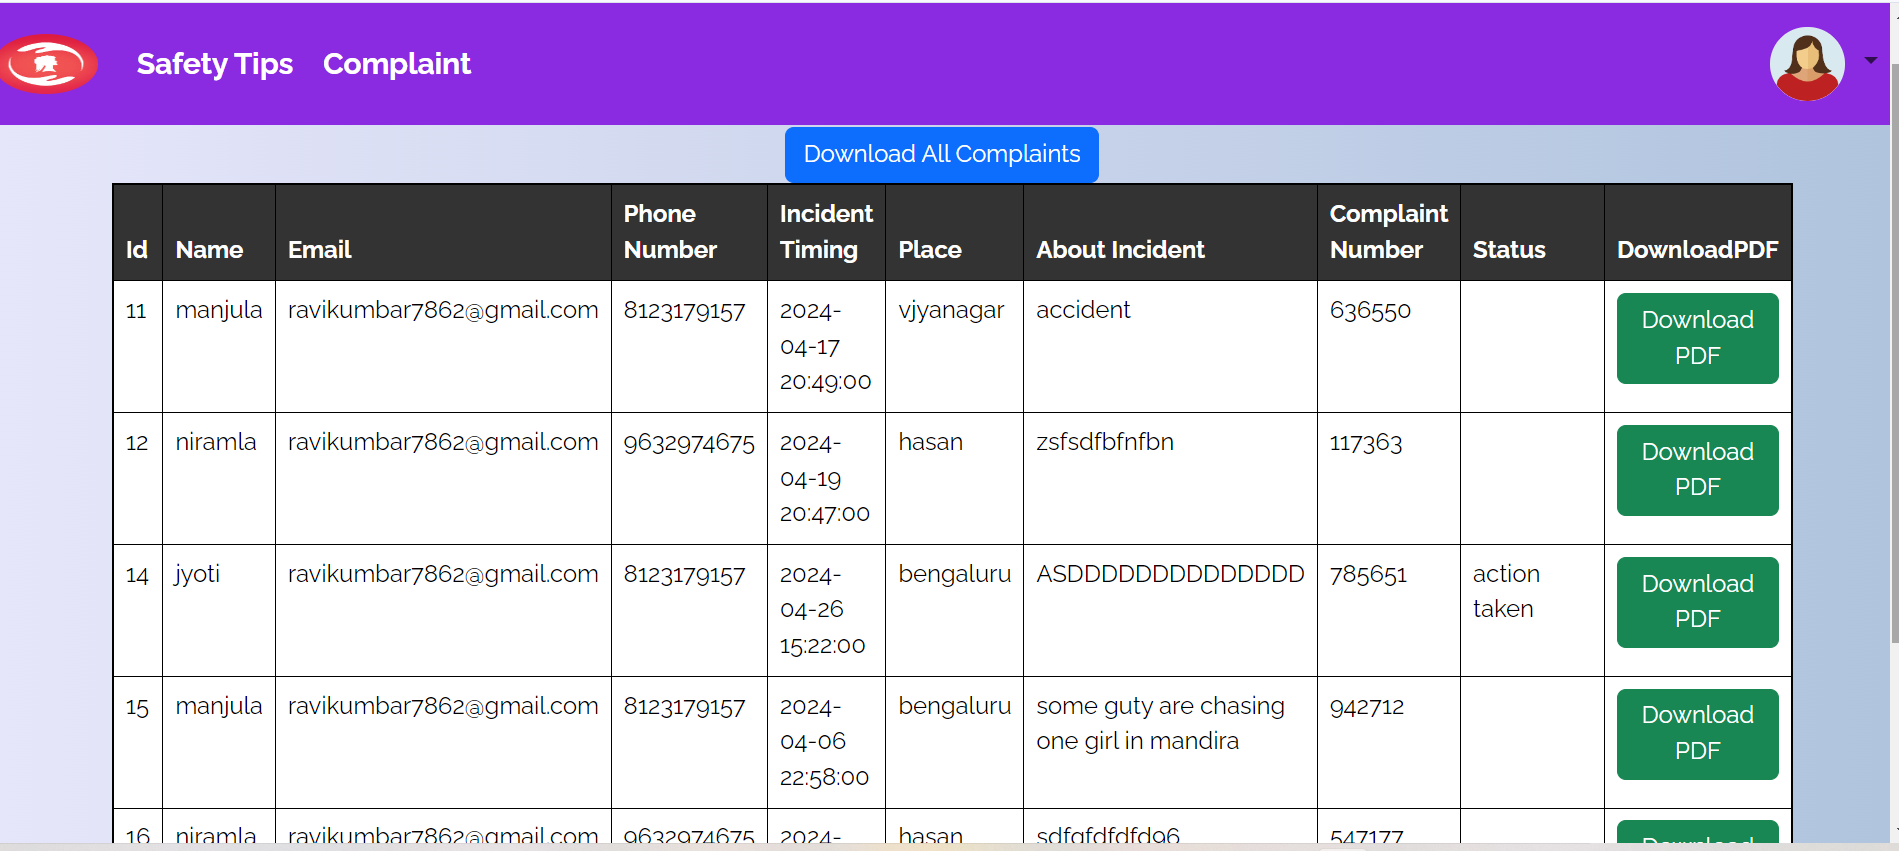 Safety Tips Complaint
Download All Complaints
Id Name Email Phone Number Incident Timing Place About Incident Complaint Number Status DownloadPDF
11 manjula ravikumbar7862@gmail.com 8123179157 2024-04-17 20:49:00 vjyanagar accident 636550 Download PDF
12 niramla ravikumbar7862@gmail.com 9632974675 2024-04-19 20:47:00 hasan zsfsdfbfnfbn 117363 Download PDF
14 jyoti ravikumbar7862@gmail.com 8123179157 2024-04-26 15:22:00 bengaluru ASDDDDDDDDDDDDDD 785651 action taken Download PDF
15 manjula ravikumbar7862@gmail.com 8123179157 2024-04-06 22:58:00 bengaluru some guty are chasing one girl in mandira 942712 Download PDF
16 niramla ravikumbar7862@gmail.com 9632974675 2024- hasan sdfgfdfdfd96 547177 Download